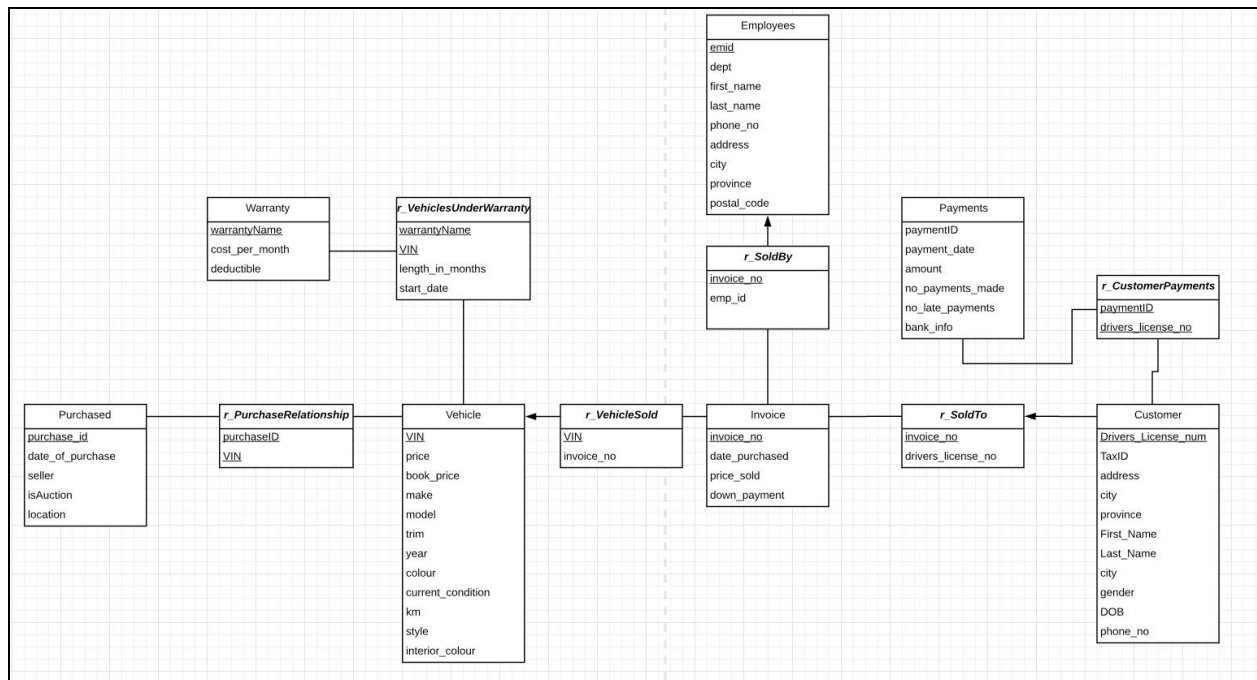 Employees
emid
dept
first_name
last_name
phone_no
address
city
province
postal_code
Warranty
warrantyName
cost_per_month
deductible
r_VehiclesUnderWarranty
warrantyName
VIN
length_in_months
start_date
r_SoldBy
invoice_no
emp_id
Payments
paymentID
payment_date
amount
no_payments_made
no_late_payments
bank_info
r_CustomerPayments
paymentID
drivers_license_no
Purchased
purchase_id
date_of_purchase
seller
isAuction
location
r_PurchaseRelationship
purchaseID
VIN
Vehicle
VIN
price
book_price
make
model
trim
year
colour
current_condition
km
style
interior_colour
r_VehicleSold
VIN
invoice_no
Invoice
invoice_no
date_purchased
price_sold
down_payment
r_SoldTo
invoice_no
drivers_license_no
Customer
Drivers_License_num
TaxID
address
city
province
First_Name
Last_Name
city
gender
DOB
phone_no